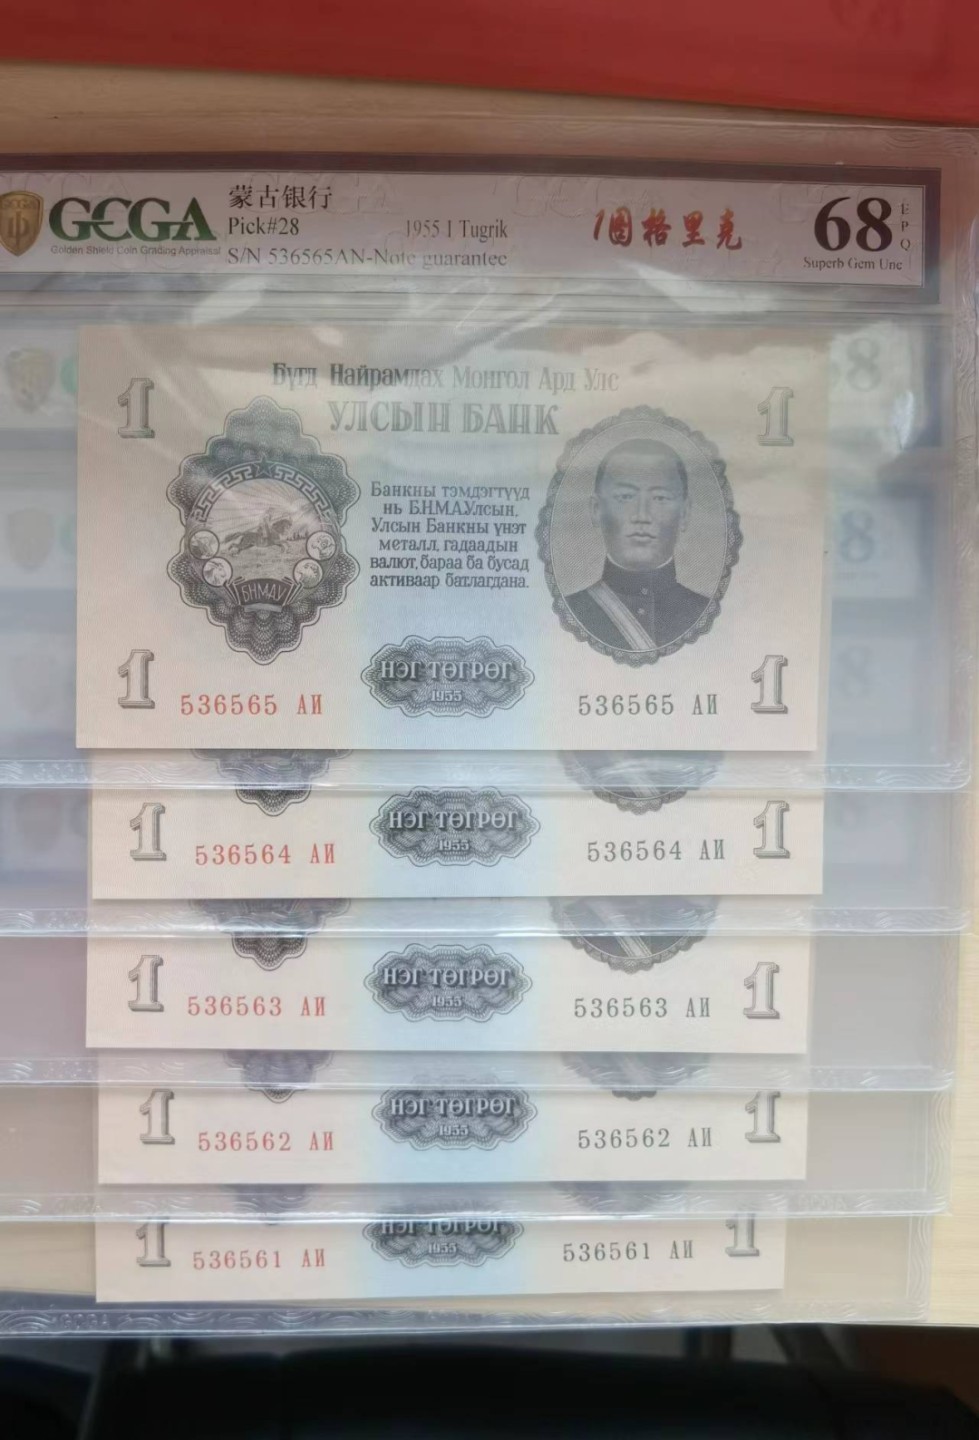 GCGA
Golden Shield Coin Grading Appraisal
蒙古银行
Pick#28
1955 1 Tugrik
S/N 536565AN-Note guarantee
1图格里克
68
EPQ
Superb Gem Unc
8
8
Бүгд Найрамдах Монгол Ард Улс
УЛСЫН БАНК
1
1
Банкны тэмдэгтүүд
нь Б.Н.М.А.Улсын,
Улсын Банкны үнэт
металл, гадаадын
валют, бараа ба бусад
активаар батлагдана.
БНМАУ
НЭГ ТӨГРӨГ
1955
1
1
536565 АИ
536565 АИ
НЭГ ТӨГРӨГ
1955
1
1
536564 АИ
536564 АИ
НЭГ ТӨГРӨГ
1955
1
1
536563 АИ
536563 АИ
НЭГ ТӨГРӨГ
1955
1
1
536562 АИ
536562 АИ
НЭГ ТӨГРӨГ
1955
1
1
536561 АИ
536561 АИ